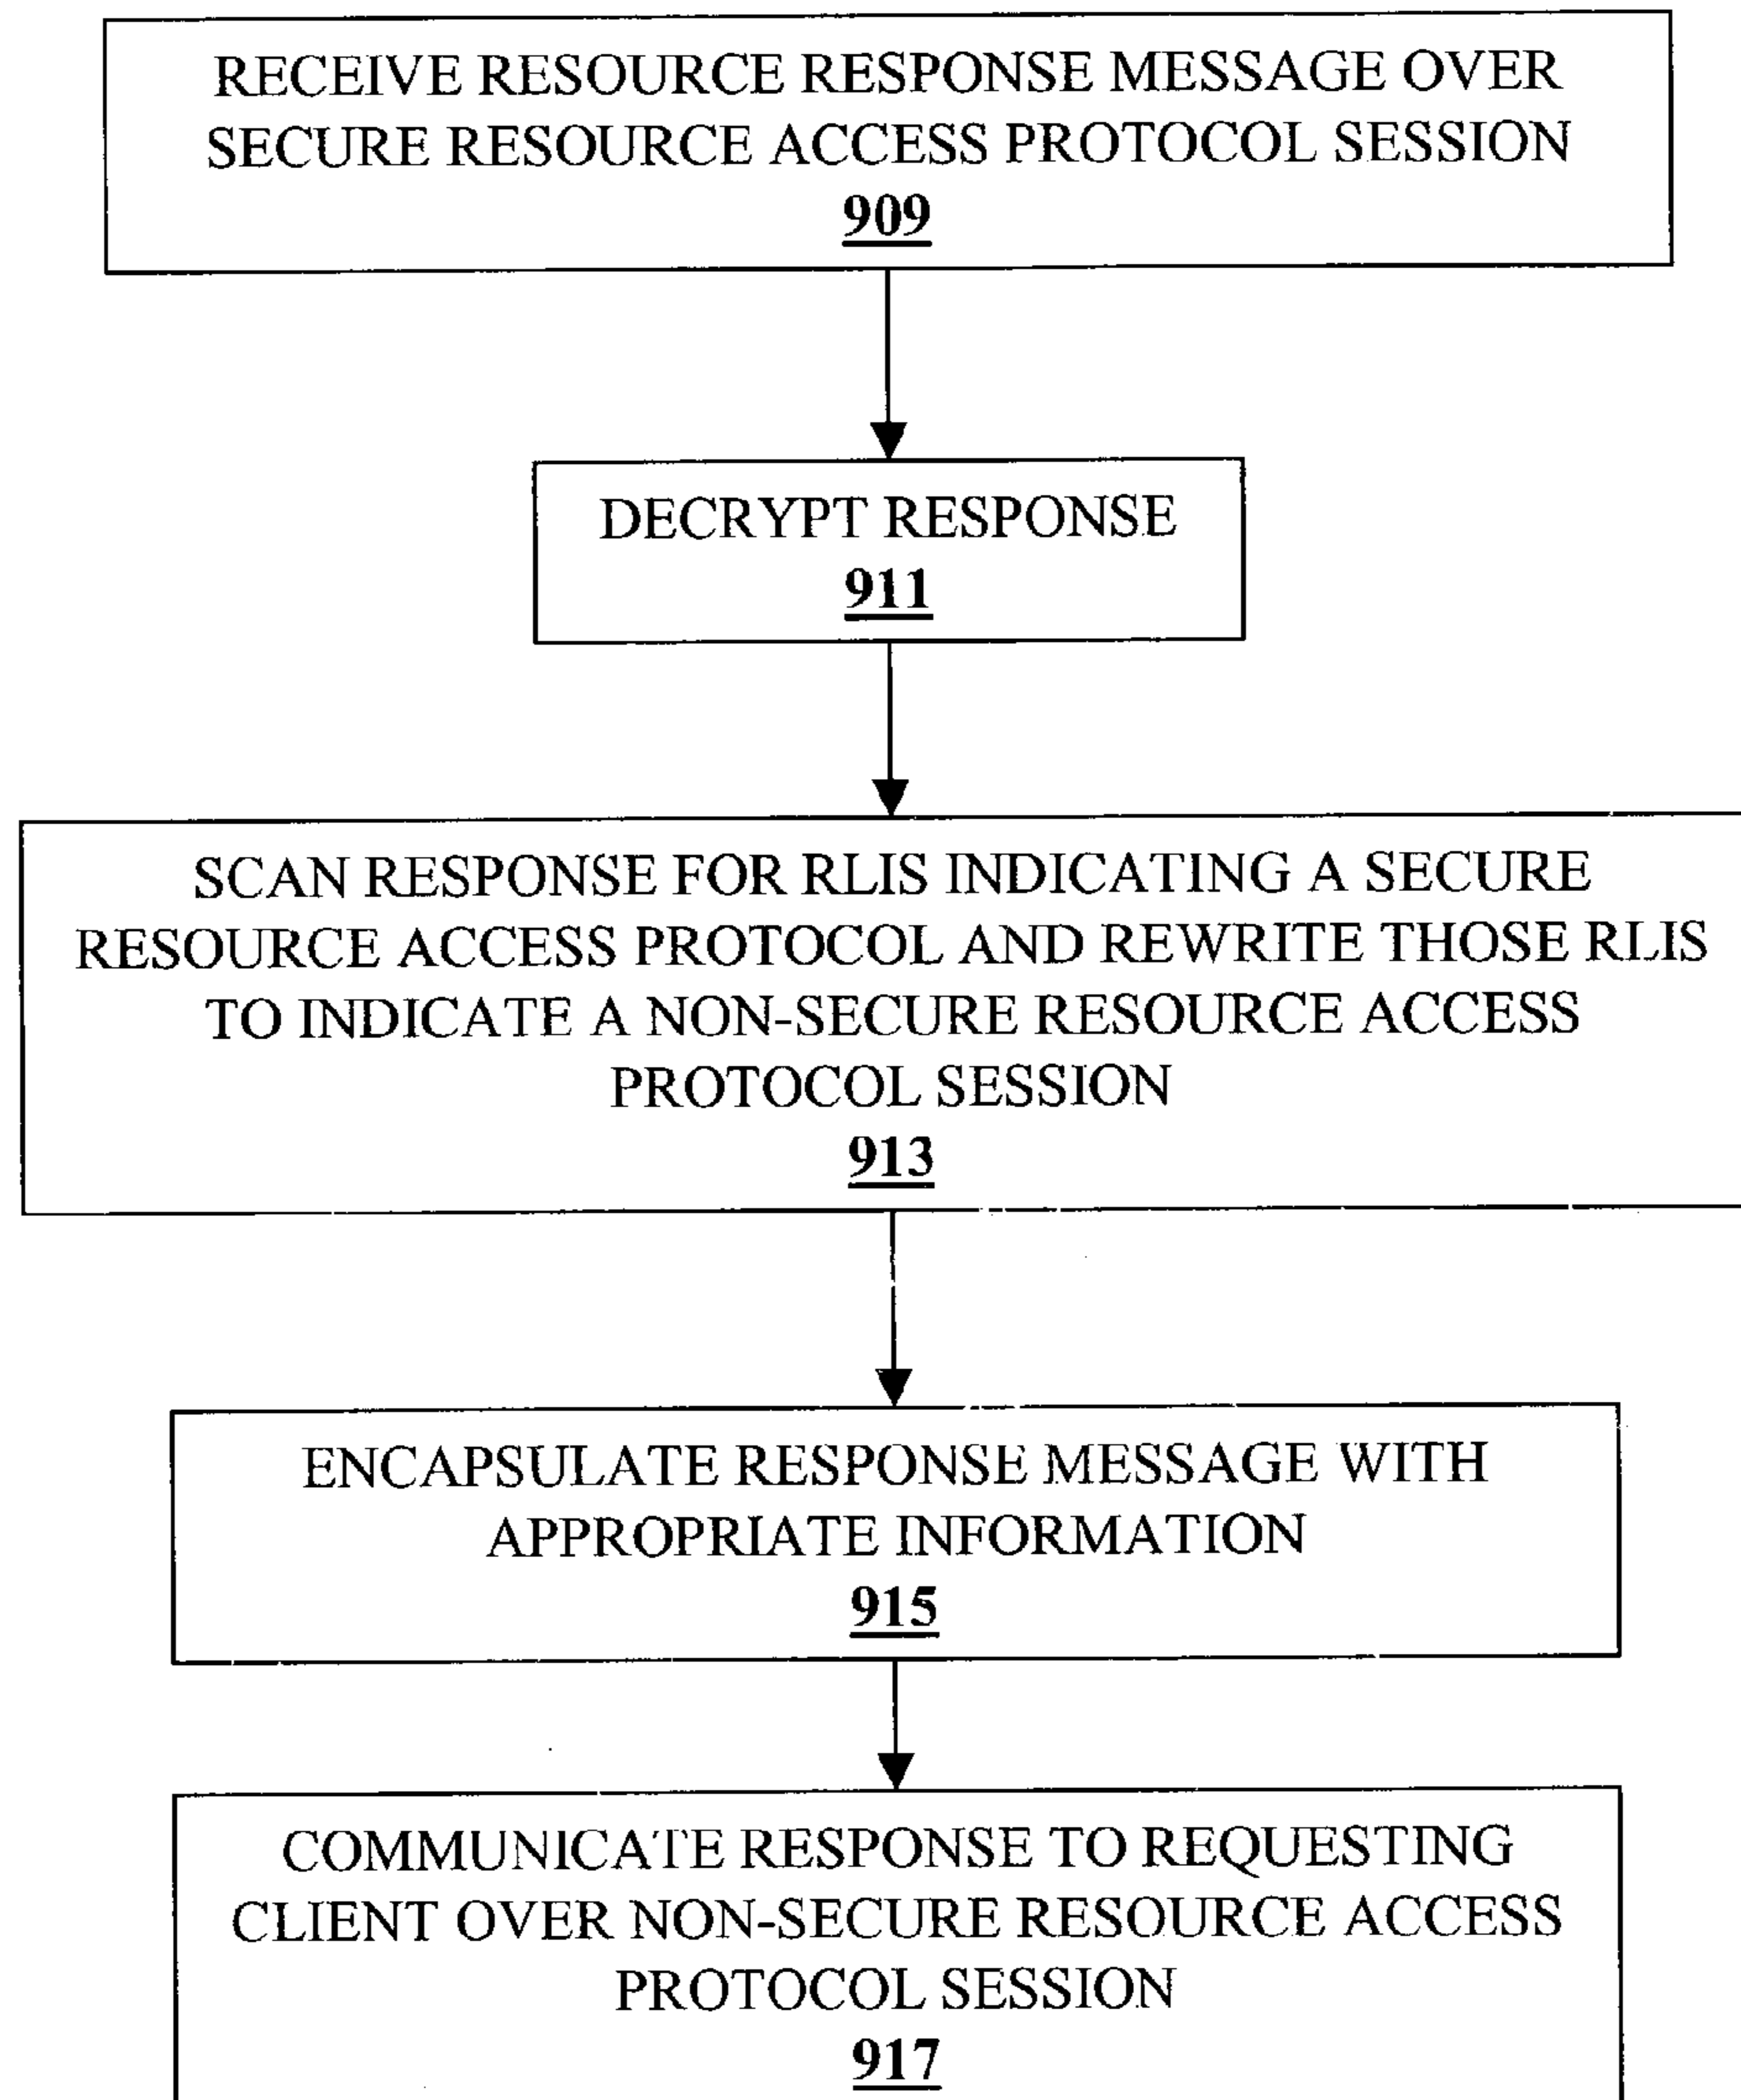 RECEIVE RESOURCE RESPONSE MESSAGE OVER
SECURE RESOURCE ACCESS PROTOCOL SESSION
909
DECRYPT RESPONSE
911
SCAN RESPONSE FOR RLIS INDICATING A SECURE
RESOURCE ACCESS PROTOCOL AND REWRITE THOSE RLIS
TO INDICATE A NON-SECURE RESOURCE ACCESS
PROTOCOL SESSION
913
ENCAPSULATE RESPONSE MESSAGE WITH
APPROPRIATE INFORMATION
915
COMMUNICATE RESPONSE TO REQUESTING
CLIENT OVER NON-SECURE RESOURCE ACCESS
PROTOCOL SESSION
917